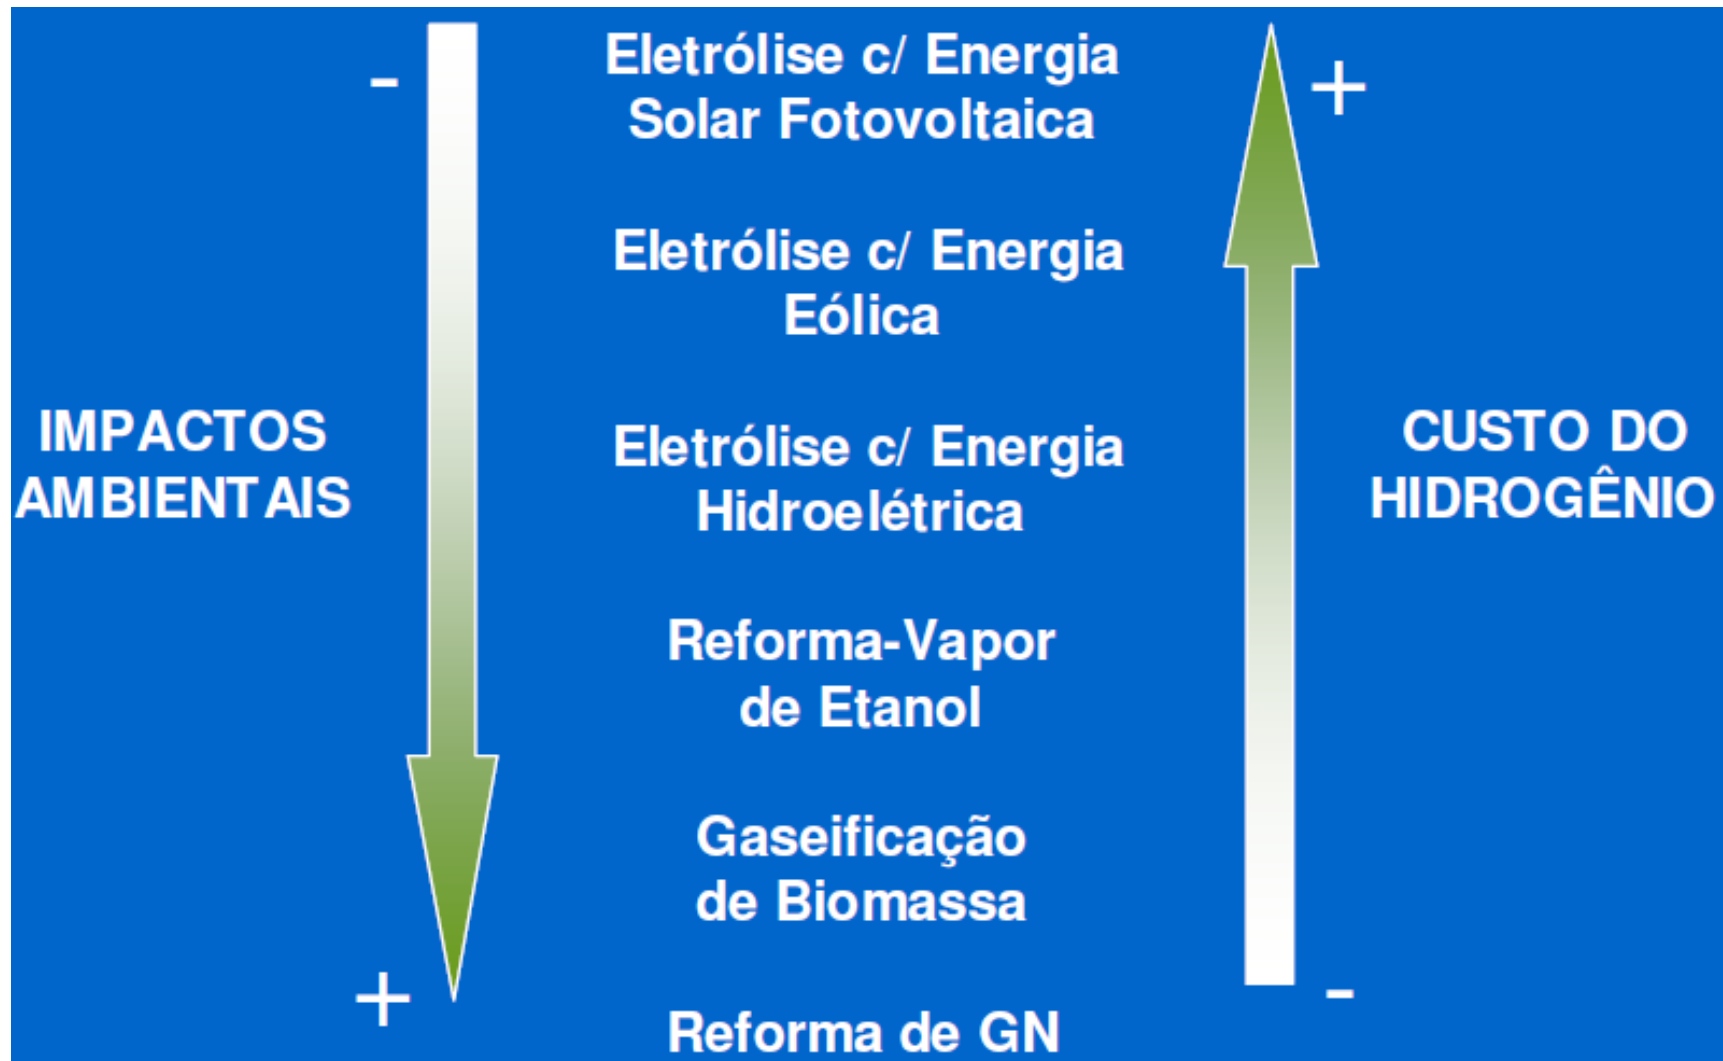 -
+
Eletrólise c/ Energia
Solar Fotovoltaica
Eletrólise c/ Energia
Eólica
IMPACTOS
AMBIENTAIS
Eletrólise c/ Energia
Hidroelétrica
CUSTO DO
HIDROGÊNIO
Reforma-Vapor
de Etanol
Gaseificação
de Biomassa
+
-
Reforma de GN